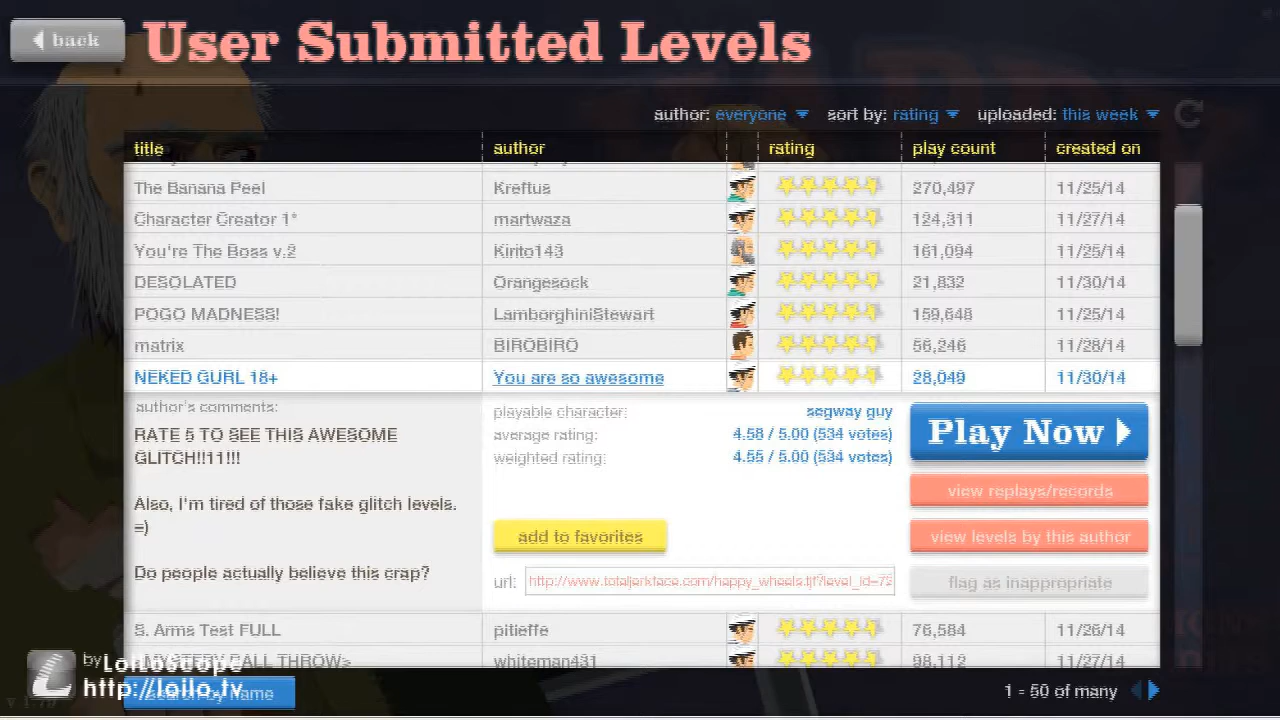 back
User Submitted Levels
author: everyone sort by: rating uploaded: this week
title author rating play count created on
The Banana Peel Kreftus 270,497 11/25/14
Character Creator 1* martwaza 124,311 11/27/14
You're The Boss v.2 Kirito143 161,094 11/25/14
DESOLATED Orangesock 21,832 11/30/14
POGO MADNESS! LamborghiniStewart 159,648 11/25/14
matrix BIROBIRO 56,246 11/28/14
NEKED GURL 18+ You are so awesome 28,049 11/30/14
author's comments:
RATE 5 TO SEE THIS AWESOME
GLITCH!!11!!!
Also, I'm tired of those fake glitch levels.
=)
Do people actually believe this crap?
playable character: segway guy
average rating: 4.58 / 5.00 (534 votes)
weighted rating: 4.55 / 5.00 (534 votes)
add to favorites
url: http://www.totaljerkface.com/happy_wheels.tjf?level_id=72
Play Now
view replays/records
view levels by this author
flag as inappropriate
S. Arms Test FULL pitieffe 76,584 11/26/14
MYSTERY BALL THROW> whiteman431 98,112 11/27/14
by LoiLoScope
http://loilo.tv
search by name
1 - 50 of many